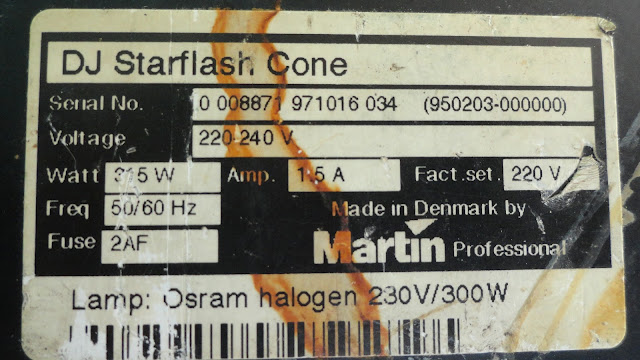 DJ Starflash Cone
Serial No. 0 008871 971016 034 (950203-000000)
Voltage 220-240 V
Watt 315 W Amp. 1.5 A Fact.set. 220 V
Freq 50/60 Hz Made in Denmark by
Fuse 2AF Martin Professional
Lamp: Osram halogen 230V/300W